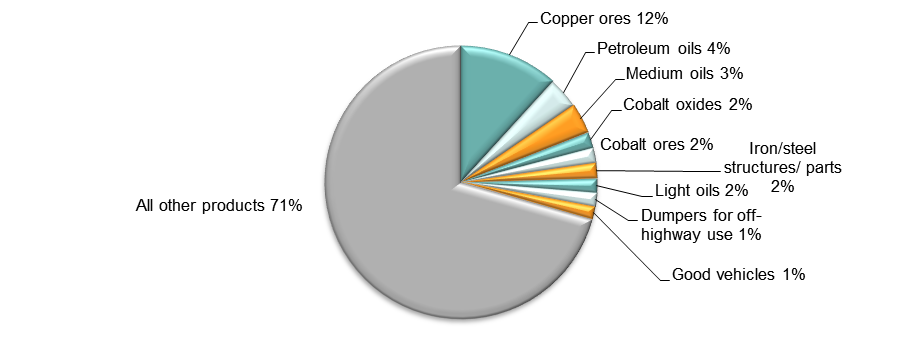 Copper ores 12%
Petroleum oils 4%
Medium oils 3%
Cobalt oxides 2%
Cobalt ores 2%
Iron/steel
structures/ parts
2%
Light oils 2%
Dumpers for off-
highway use 1%
Good vehicles 1%
All other products 71%